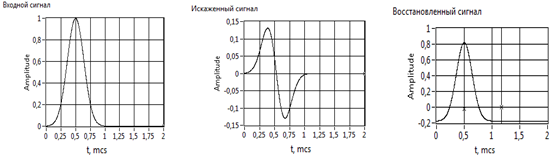 Входной сигнал
Amplitude
1
0,8
0,6
0,4
0,2
0
0 0,25 0,5 0,75 1 1,25 1,5 1,75 2
t, mcs
Искаженный сигнал
Amplitude
0,15
0,1
0,05
0
-0,05
-0,1
-0,15
0 0,25 0,5 0,75 1 1,25 1,5 1,75 2
t, mcs
Восстановленный сигнал
Amplitude
1
0,8
0,6
0,4
0,2
0
-0,2
0 0,5 1 1,5 2
t, mcs